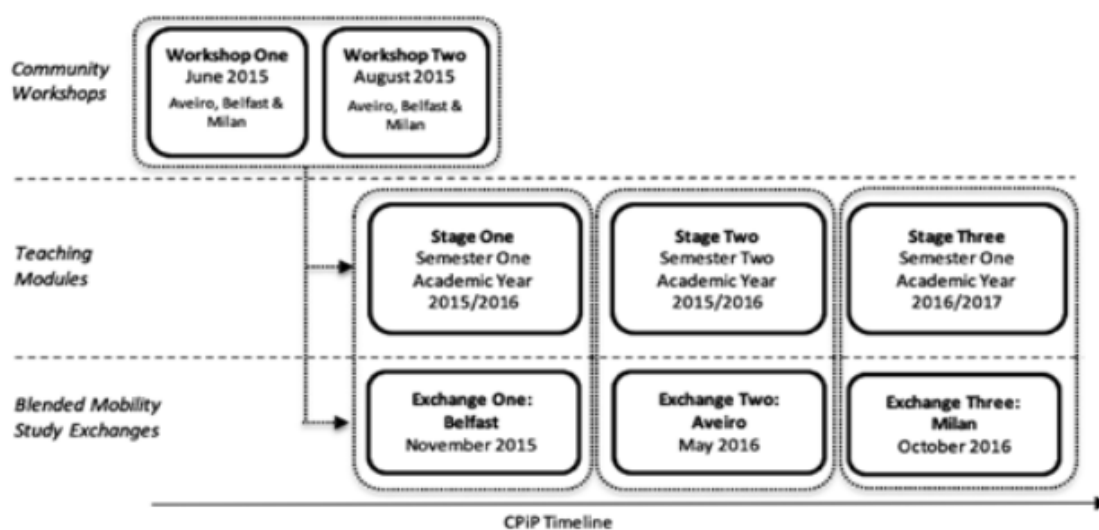 Community
Workshops
Workshop One
June 2015
Aveiro, Belfast &
Milan
Workshop Two
August 2015
Aveiro, Belfast &
Milan
Teaching
Modules
Stage One
Semester One
Academic Year
2015/2016
Stage Two
Semester Two
Academic Year
2015/2016
Stage Three
Semester One
Academic Year
2016/2017
Blended Mobility
Study Exchanges
Exchange One:
Belfast
November 2015
Exchange Two:
Aveiro
May 2016
Exchange Three:
Milan
October 2016
CPiP Timeline